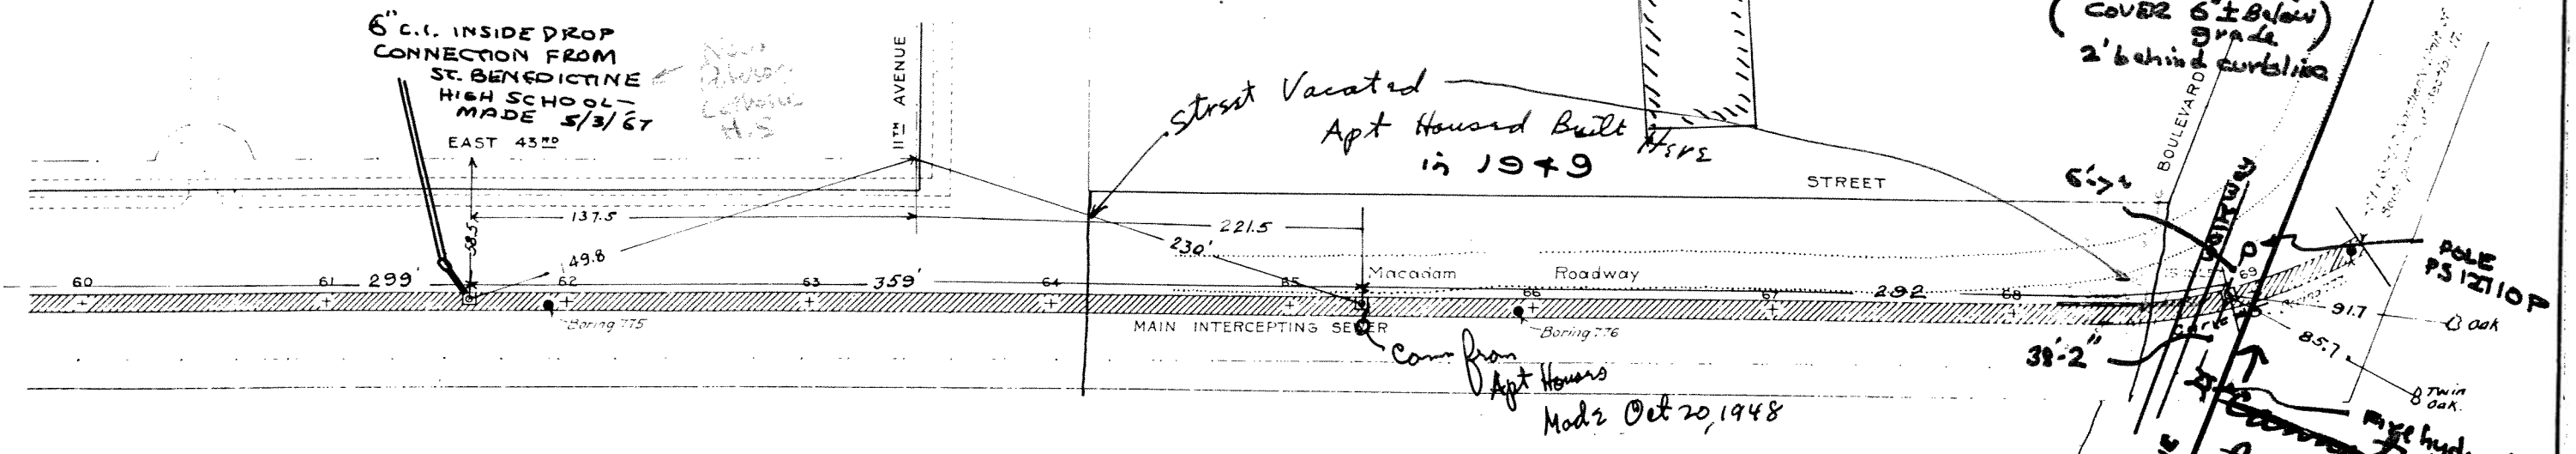 6" C.I. INSIDE DROP
CONNECTION FROM
ST. BENEDICTINE
HIGH SCHOOL—
MADE 5/3/67
H.S
EAST 43RD
11TH AVENUE
Street Vacated
Apt Housed Built
Here
in 1949
STREET
BOULEVARD
COVER 6"± Below
grade
2' behind curbline
137.5
58.5
149.8
221.5
230'
60
61
299'
62
63
359'
64
65
66
67
292
68
69
Macadam Roadway
Boring 775
MAIN INTERCEPTING SEWER
Boring 776
Conn from
Apt Houses
Made Oct 20, 1948
curve
38'-2"
POLE
PS12110P
91.7
Oak
85.7
Twin
Oak.